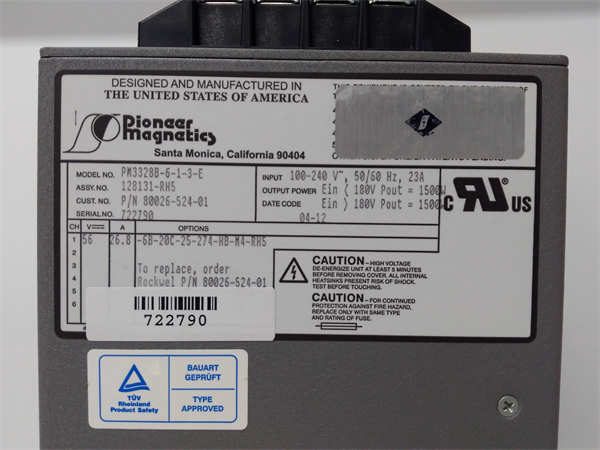 DESIGNED AND MANUFACTURED IN
THE UNITED STATES OF AMERICA
Pioneer
Magnetics
Santa Monica, California 90404
MODEL NO. PM3328B-6-1-3-E
ASSY.NO. 128131-RH5
CUST. NO. P/N 80026-524-01
SERIAL NO. 722790
INPUT 100-240 V~, 50/60 Hz, 23A
OUTPUT POWER Ein ( 180V Pout = 1500W
DATE CODE Ein ) 180V Pout = 1500W
04-12
C US
CH V A OPTIONS
1 56 26.8 -6B-20C-25-274-HB-M4-RH5
2
3 To replace, order
4 Rockwel P/N 80026-524-01
5
722790
CAUTION – HIGH VOLTAGE
DE-ENERGIZE UNIT AT LEAST 5 MINUTES
BEFORE REMOVING COVER. ALL INTERNAL
HEATSINKS PRESENT RISK OF SHOCK.
TEST BEFORE TOUCHING.
CAUTION – FOR CONTINUED
PROTECTION AGAINST FIRE HAZARD,
REPLACE ONLY WITH SAME TYPE
AND RATING OF FUSE.
TÜV
Rheinland
Product Safety
BAUART
GEPRÜFT
TYPE
APPROVED